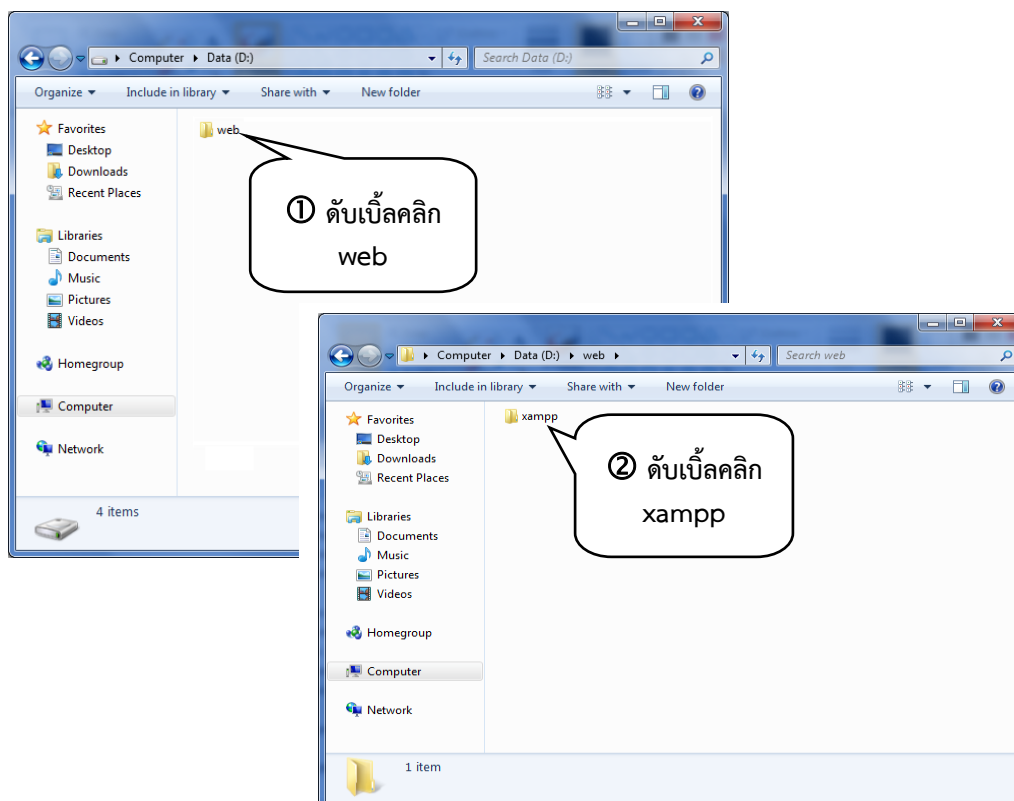 Computer ▸ Data (D:)
Search Data (D:)
Organize
Include in library
Share with
New folder
Favorites
Desktop
Downloads
Recent Places
Libraries
Documents
Music
Pictures
Videos
Homegroup
Computer
Network
web
① ดับเบิ้ลคลิก
web
4 items
Computer ▸ Data (D:) ▸ web ▸
Search web
Organize
Include in library
Share with
New folder
Favorites
Desktop
Downloads
Recent Places
Libraries
Documents
Music
Pictures
Videos
Homegroup
Computer
Network
xampp
② ดับเบิ้ลคลิก
xampp
1 item